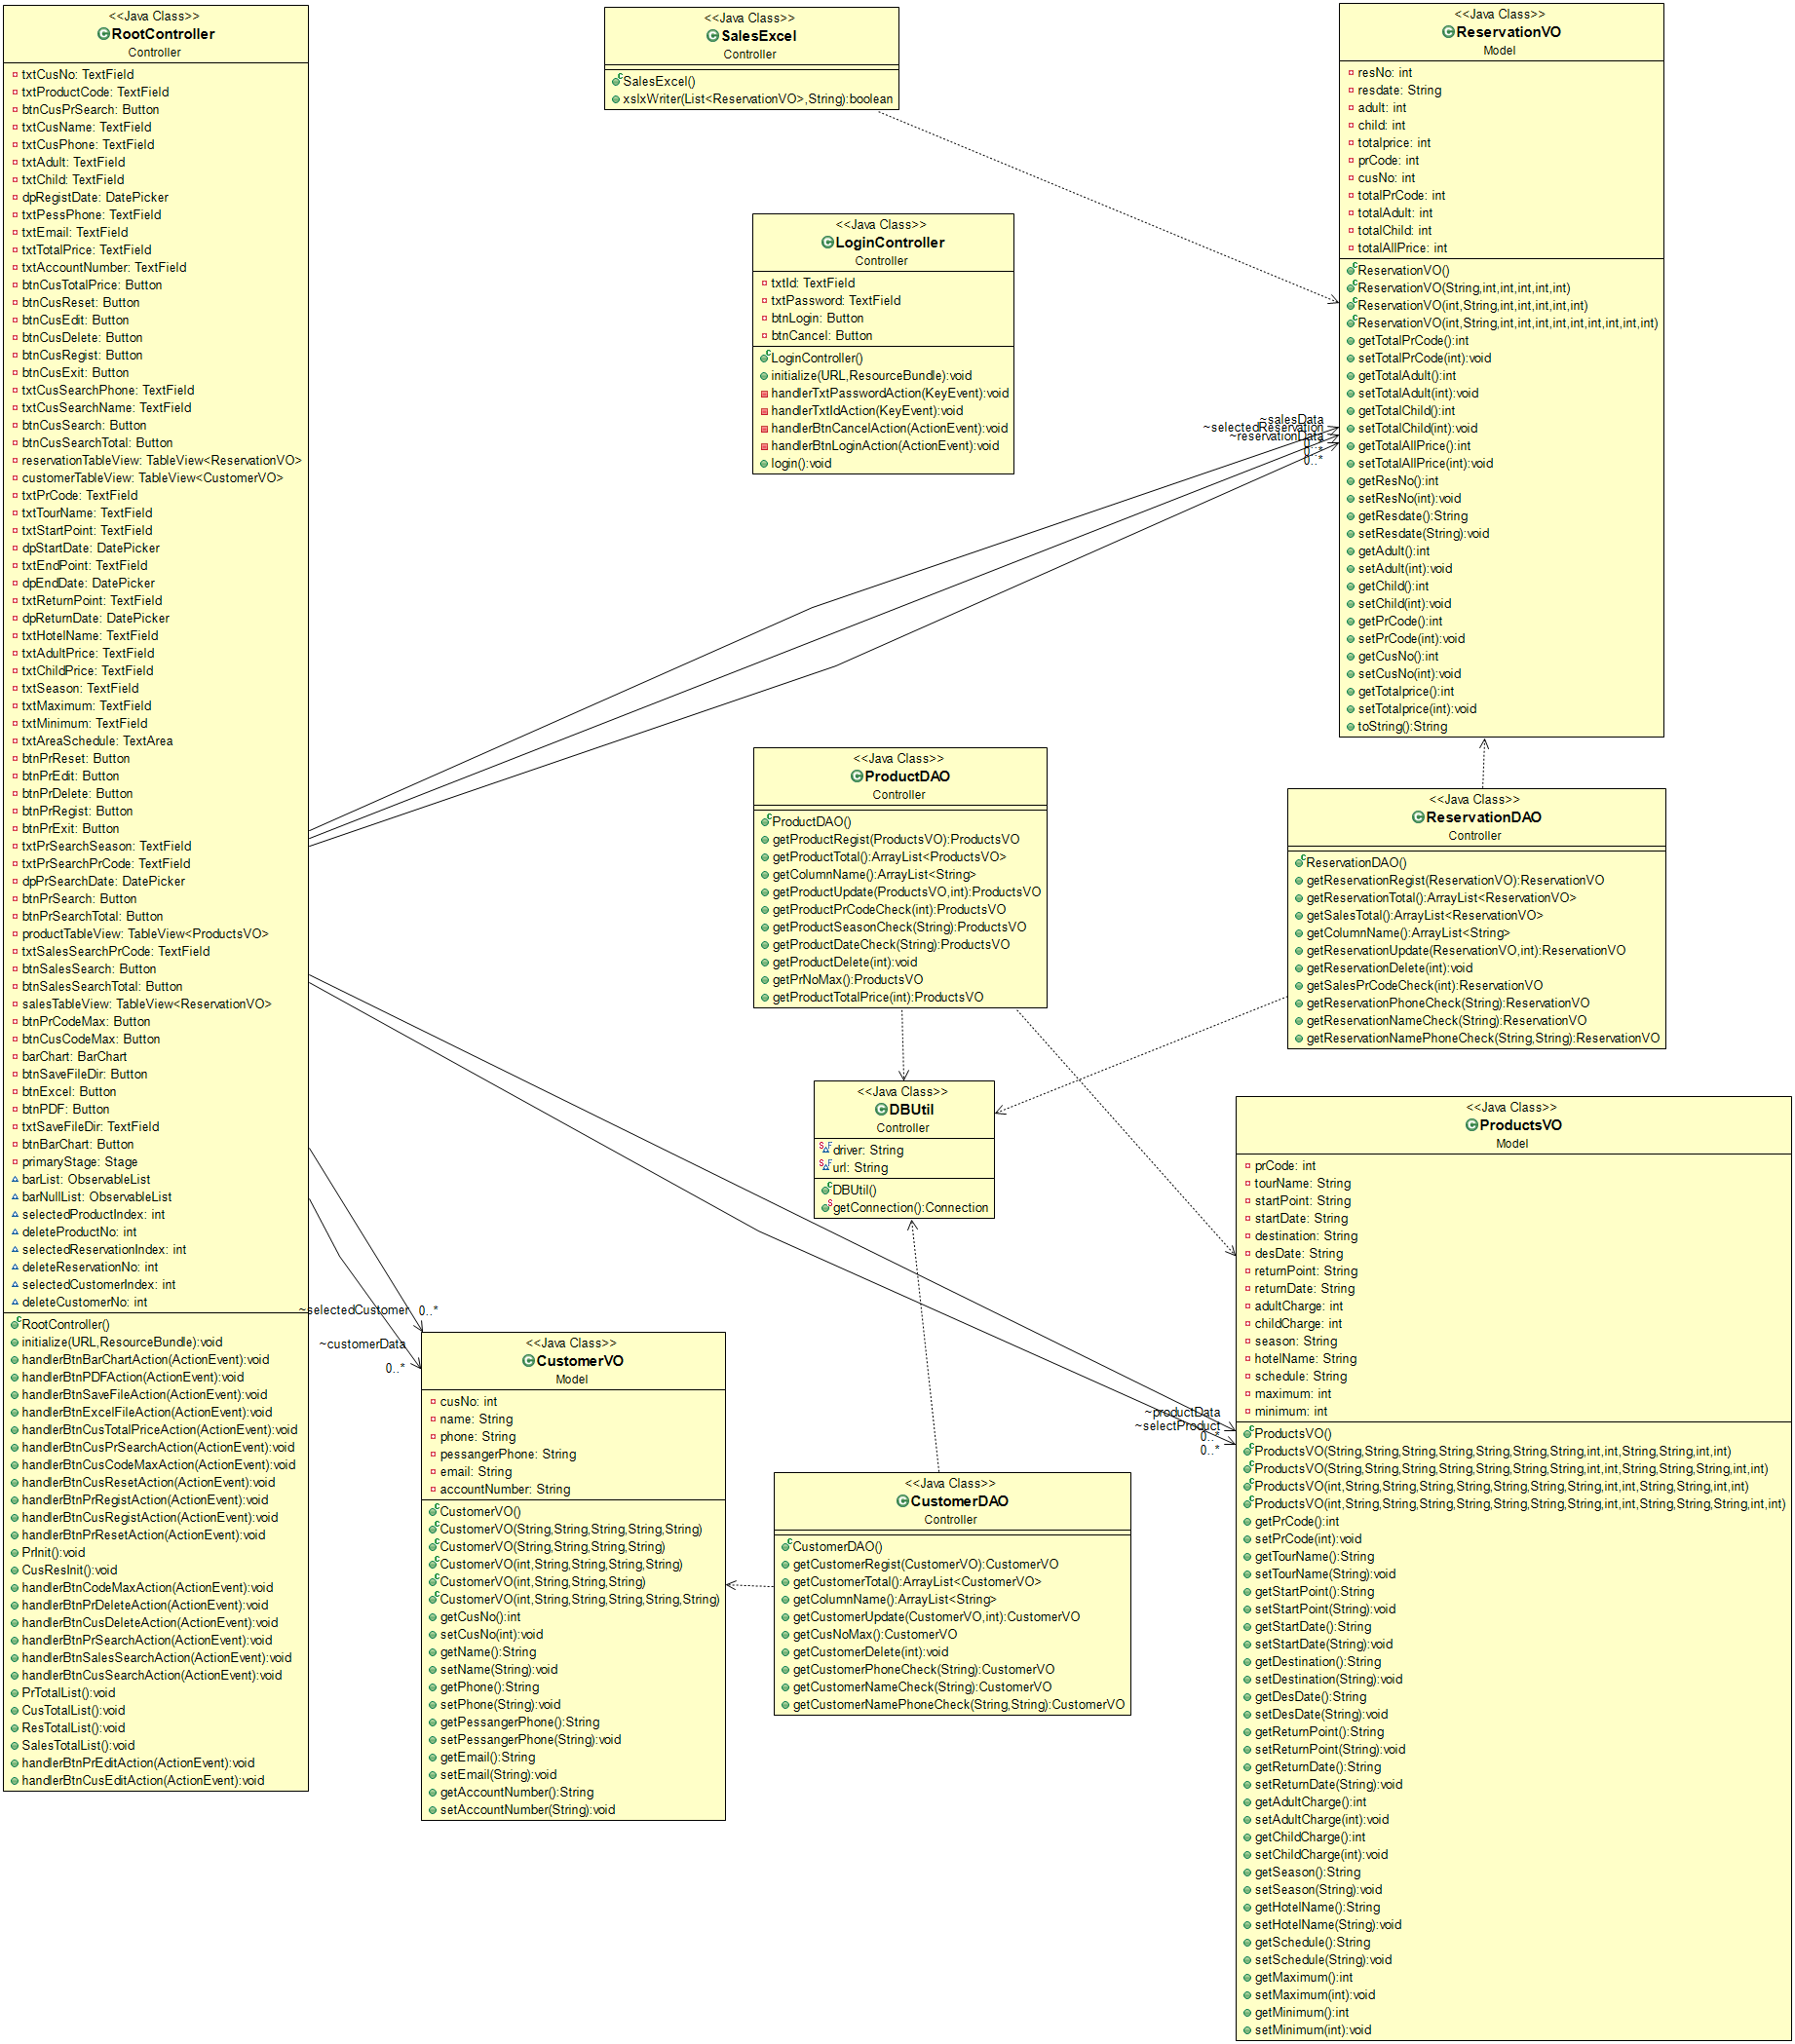 <<Java Class>>
RootController
Controller
txtCusNo: TextField
txtProductCode: TextField
btnCusPrSearch: Button
txtCusName: TextField
txtCusPhone: TextField
txtAdult: TextField
txtChild: TextField
dpRegistDate: DatePicker
txtPessPhone: TextField
txtEmail: TextField
txtTotalPrice: TextField
txtAccountNumber: TextField
btnCusTotalPrice: Button
btnCusReset: Button
btnCusEdit: Button
btnCusDelete: Button
btnCusRegist: Button
btnCusExit: Button
txtCusSearchPhone: TextField
txtCusSearchName: TextField
btnCusSearch: Button
btnCusSearchTotal: Button
reservationTableView: TableView<ReservationVO>
customerTableView: TableView<CustomerVO>
txtPrCode: TextField
txtTourName: TextField
txtStartPoint: TextField
dpStartDate: DatePicker
txtEndPoint: TextField
dpEndDate: DatePicker
txtReturnPoint: TextField
dpReturnDate: DatePicker
txtHotelName: TextField
txtAdultPrice: TextField
txtChildPrice: TextField
txtSeason: TextField
txtMaximum: TextField
txtMinimum: TextField
txtAreaSchedule: TextArea
btnPrReset: Button
btnPrEdit: Button
btnPrDelete: Button
btnPrRegist: Button
btnPrExit: Button
txtPrSearchSeason: TextField
txtPrSearchPrCode: TextField
dpPrSearchDate: DatePicker
btnPrSearch: Button
btnPrSearchTotal: Button
productTableView: TableView<ProductsVO>
txtSalesSearchPrCode: TextField
btnSalesSearch: Button
btnSalesSearchTotal: Button
salesTableView: TableView<ReservationVO>
btnPrCodeMax: Button
btnCusCodeMax: Button
barChart: BarChart
btnSaveFileDir: Button
btnExcel: Button
btnPDF: Button
txtSaveFileDir: TextField
btnBarChart: Button
primaryStage: Stage
barList: ObservableList
barNullList: ObservableList
selectedProductIndex: int
deleteProductNo: int
selectedReservationIndex: int
deleteReservationNo: int
selectedCustomerIndex: int
deleteCustomerNo: int
RootController()
initialize(URL,ResourceBundle):void
handlerBtnBarChartAction(ActionEvent):void
handlerBtnPDFAction(ActionEvent):void
handlerBtnSaveFileAction(ActionEvent):void
handlerBtnExcelFileAction(ActionEvent):void
handlerBtnCusTotalPriceAction(ActionEvent):void
handlerBtnCusPrSearchAction(ActionEvent):void
handlerBtnCusCodeMaxAction(ActionEvent):void
handlerBtnCusResetAction(ActionEvent):void
handlerBtnPrRegistAction(ActionEvent):void
handlerBtnCusRegistAction(ActionEvent):void
handlerBtnPrResetAction(ActionEvent):void
PrInit():void
CusResInit():void
handlerBtnCodeMaxAction(ActionEvent):void
handlerBtnPrDeleteAction(ActionEvent):void
handlerBtnCusDeleteAction(ActionEvent):void
handlerBtnPrSearchAction(ActionEvent):void
handlerBtnSalesSearchAction(ActionEvent):void
handlerBtnCusSearchAction(ActionEvent):void
PrTotalList():void
CusTotalList():void
ResTotalList():void
SalesTotalList():void
handlerBtnPrEditAction(ActionEvent):void
handlerBtnCusEditAction(ActionEvent):void
<<Java Class>>
SalesExcel
Controller
SalesExcel()
xslxWriter(List<ReservationVO>,String):boolean
<<Java Class>>
LoginController
Controller
txtId: TextField
txtPassword: TextField
btnLogin: Button
btnCancel: Button
LoginController()
initialize(URL,ResourceBundle):void
handlerTxtPasswordAction(KeyEvent):void
handlerTxtIdAction(KeyEvent):void
handlerBtnCancelAction(ActionEvent):void
handlerBtnLoginAction(ActionEvent):void
login():void
<<Java Class>>
ReservationVO
Model
resNo: int
resdate: String
adult: int
child: int
totalprice: int
prCode: int
cusNo: int
totalPrCode: int
totalAdult: int
totalChild: int
totalAllPrice: int
ReservationVO()
ReservationVO(String,int,int,int,int,int)
ReservationVO(int,String,int,int,int,int,int)
ReservationVO(int,String,int,int,int,int,int,int,int,int,int)
getTotalPrCode():int
setTotalPrCode(int):void
getTotalAdult():int
setTotalAdult(int):void
getTotalChild():int
setTotalChild(int):void
getTotalAllPrice():int
setTotalAllPrice(int):void
getResNo():int
setResNo(int):void
getResdate():String
setResdate(String):void
getAdult():int
setAdult(int):void
getChild():int
setChild(int):void
getPrCode():int
setPrCode(int):void
getCusNo():int
setCusNo(int):void
getTotalprice():int
setTotalprice(int):void
toString():String
~salesData
~selectedReservation
~reservationData
0..*
0..*
<<Java Class>>
ProductDAO
Controller
ProductDAO()
getProductRegist(ProductsVO):ProductsVO
getProductTotal():ArrayList<ProductsVO>
getColumnName():ArrayList<String>
getProductUpdate(ProductsVO,int):ProductsVO
getProductPrCodeCheck(int):ProductsVO
getProductSeasonCheck(String):ProductsVO
getProductDateCheck(String):ProductsVO
getProductDelete(int):void
getPrNoMax():ProductsVO
getProductTotalPrice(int):ProductsVO
<<Java Class>>
ReservationDAO
Controller
ReservationDAO()
getReservationRegist(ReservationVO):ReservationVO
getReservationTotal():ArrayList<ReservationVO>
getSalesTotal():ArrayList<ReservationVO>
getColumnName():ArrayList<String>
getReservationUpdate(ReservationVO,int):ReservationVO
getReservationDelete(int):void
getSalesPrCodeCheck(int):ReservationVO
getReservationPhoneCheck(String):ReservationVO
getReservationNameCheck(String):ReservationVO
getReservationNamePhoneCheck(String,String):ReservationVO
<<Java Class>>
DBUtil
Controller
driver: String
url: String
DBUtil()
getConnection():Connection
<<Java Class>>
ProductsVO
Model
prCode: int
tourName: String
startPoint: String
startDate: String
destination: String
desDate: String
returnPoint: String
returnDate: String
adultCharge: int
childCharge: int
season: String
hotelName: String
schedule: String
maximum: int
minimum: int
ProductsVO()
ProductsVO(String,String,String,String,String,String,String,int,int,String,String,int,int)
ProductsVO(String,String,String,String,String,String,String,int,int,String,String,String,int,int)
ProductsVO(int,String,String,String,String,String,String,String,int,int,String,String,int,int)
ProductsVO(int,String,String,String,String,String,String,String,int,int,String,String,String,int,int)
getPrCode():int
setPrCode(int):void
getTourName():String
setTourName(String):void
getStartPoint():String
setStartPoint(String):void
getStartDate():String
setStartDate(String):void
getDestination():String
setDestination(String):void
getDesDate():String
setDesDate(String):void
getReturnPoint():String
setReturnPoint(String):void
getReturnDate():String
setReturnDate(String):void
getAdultCharge():int
setAdultCharge(int):void
getChildCharge():int
setChildCharge(int):void
getSeason():String
setSeason(String):void
getHotelName():String
setHotelName(String):void
getSchedule():String
setSchedule(String):void
getMaximum():int
setMaximum(int):void
getMinimum():int
setMinimum(int):void
~productData
~selectProduct
0..*
0..*
~selectedCustomer 0..*
~customerData
0..*
<<Java Class>>
CustomerVO
Model
cusNo: int
name: String
phone: String
pessangerPhone: String
email: String
accountNumber: String
CustomerVO()
CustomerVO(String,String,String,String,String)
CustomerVO(String,String,String,String)
CustomerVO(int,String,String,String,String)
CustomerVO(int,String,String,String)
CustomerVO(int,String,String,String,String,String)
getCusNo():int
setCusNo(int):void
getName():String
setName(String):void
getPhone():String
setPhone(String):void
getPessangerPhone():String
setPessangerPhone(String):void
getEmail():String
setEmail(String):void
getAccountNumber():String
setAccountNumber(String):void
<<Java Class>>
CustomerDAO
Controller
CustomerDAO()
getCustomerRegist(CustomerVO):CustomerVO
getCustomerTotal():ArrayList<CustomerVO>
getColumnName():ArrayList<String>
getCustomerUpdate(CustomerVO,int):CustomerVO
getCusNoMax():CustomerVO
getCustomerDelete(int):void
getCustomerPhoneCheck(String):CustomerVO
getCustomerNameCheck(String):CustomerVO
getCustomerNamePhoneCheck(String,String):CustomerVO